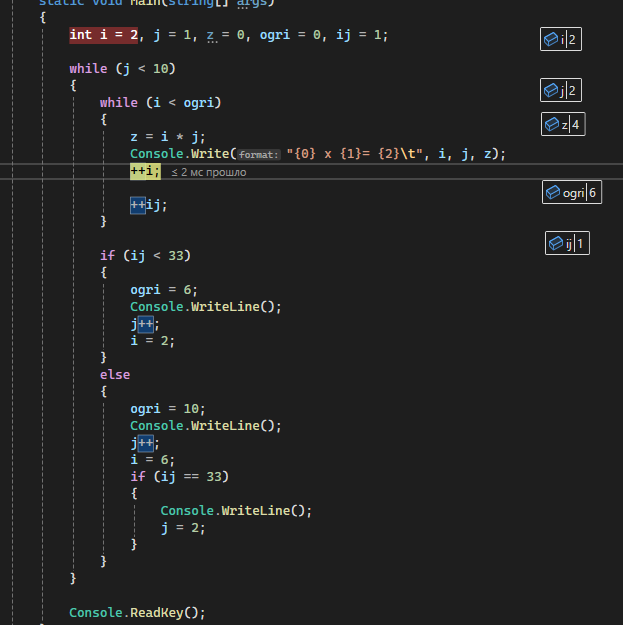 static void Main(string[] args)
{
int i = 2, j = 1, z = 0, ogri = 0, ij = 1;
i 2
while (j < 10)
{
j 2
while (i < ogri)
{
z 4
z = i * j;
Console.Write(format: "{0} x {1}= {2}\t", i, j, z);
++i; ≤ 2 мс прошло
ogri 6
++ij;
}
ij 1
if (ij < 33)
{
ogri = 6;
Console.WriteLine();
j++;
i = 2;
}
else
{
ogri = 10;
Console.WriteLine();
j++;
i = 6;
if (ij == 33)
{
Console.WriteLine();
j = 2;
}
}
}
Console.ReadKey();